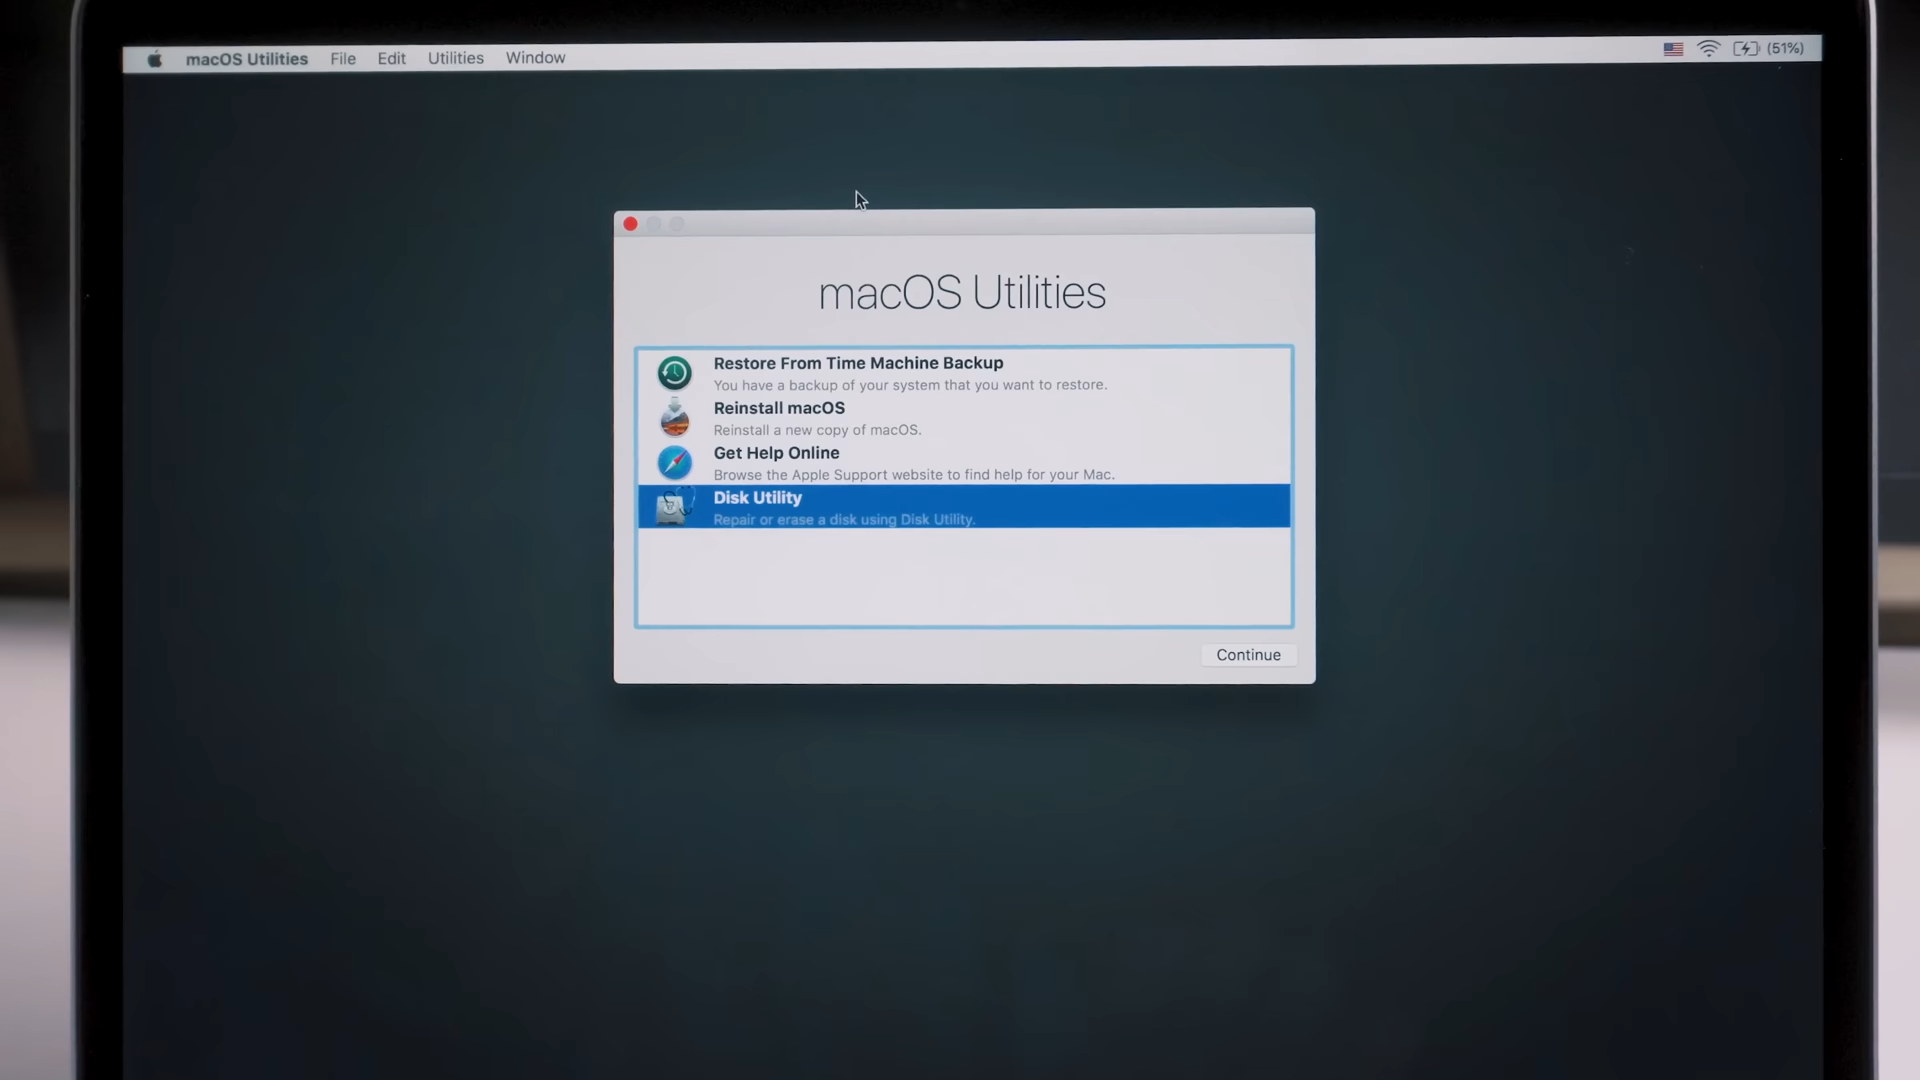 macOS Utilities File Edit Utilities Window (51%)
macOS Utilities
Restore From Time Machine Backup
You have a backup of your system that you want to restore.
Reinstall macOS
Reinstall a new copy of macOS.
Get Help Online
Browse the Apple Support website to find help for your Mac.
Disk Utility
Repair or erase a disk using Disk Utility.
Continue